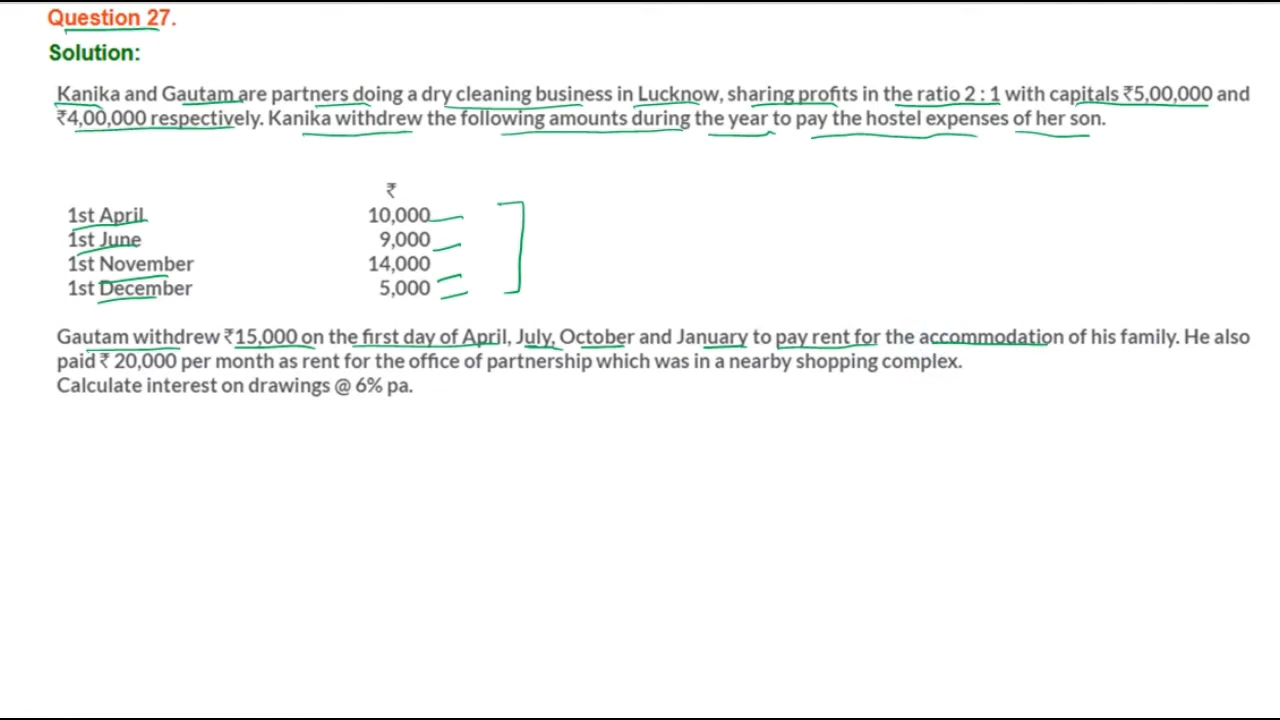 Question 27.
Solution:
Kanika and Gautam are partners doing a dry cleaning business in Lucknow, sharing profits in the ratio 2 : 1 with capitals ₹5,00,000 and
₹4,00,000 respectively. Kanika withdrew the following amounts during the year to pay the hostel expenses of her son.
₹
1st April 10,000
1st June 9,000
1st November 14,000
1st December 5,000
Gautam withdrew ₹15,000 on the first day of April, July, October and January to pay rent for the accommodation of his family. He also
paid ₹ 20,000 per month as rent for the office of partnership which was in a nearby shopping complex.
Calculate interest on drawings @ 6% pa.